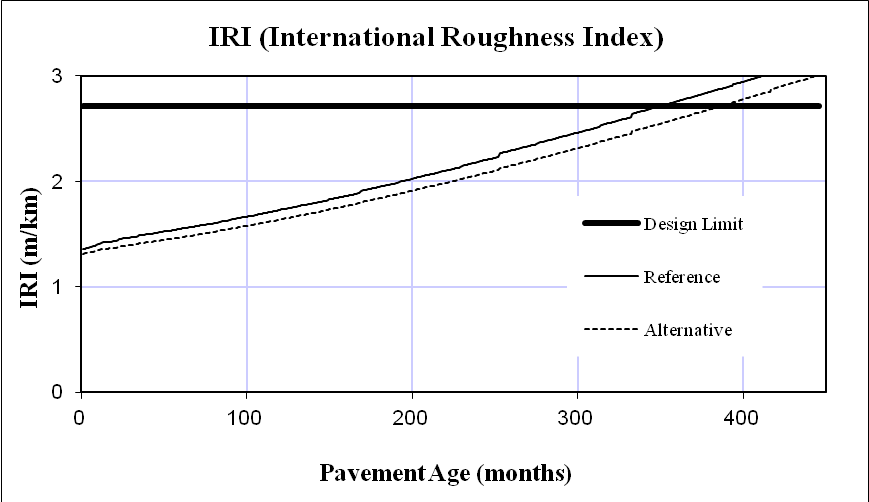 IRI (International Roughness Index)
3
2
1
0
IRI (m/km)
Design Limit
Reference
Alternative
0 100 200 300 400
Pavement Age (months)